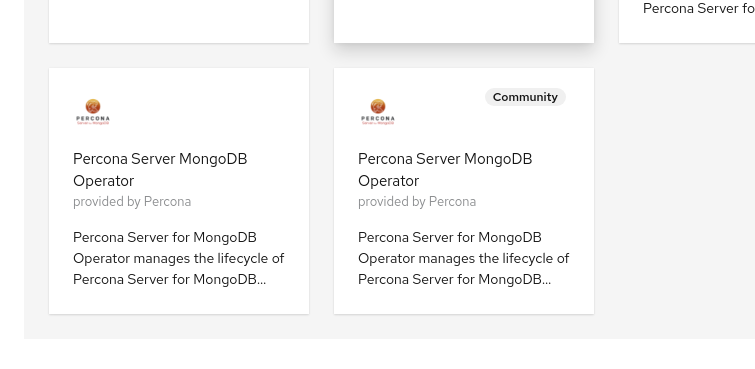 Percona Server fo
PERCONA
Community
PERCONA
Percona Server MongoDB
Operator
provided by Percona
Percona Server for MongoDB
Operator manages the lifecycle of
Percona Server for MongoDB...
Percona Server MongoDB
Operator
provided by Percona
Percona Server for MongoDB
Operator manages the lifecycle of
Percona Server for MongoDB...